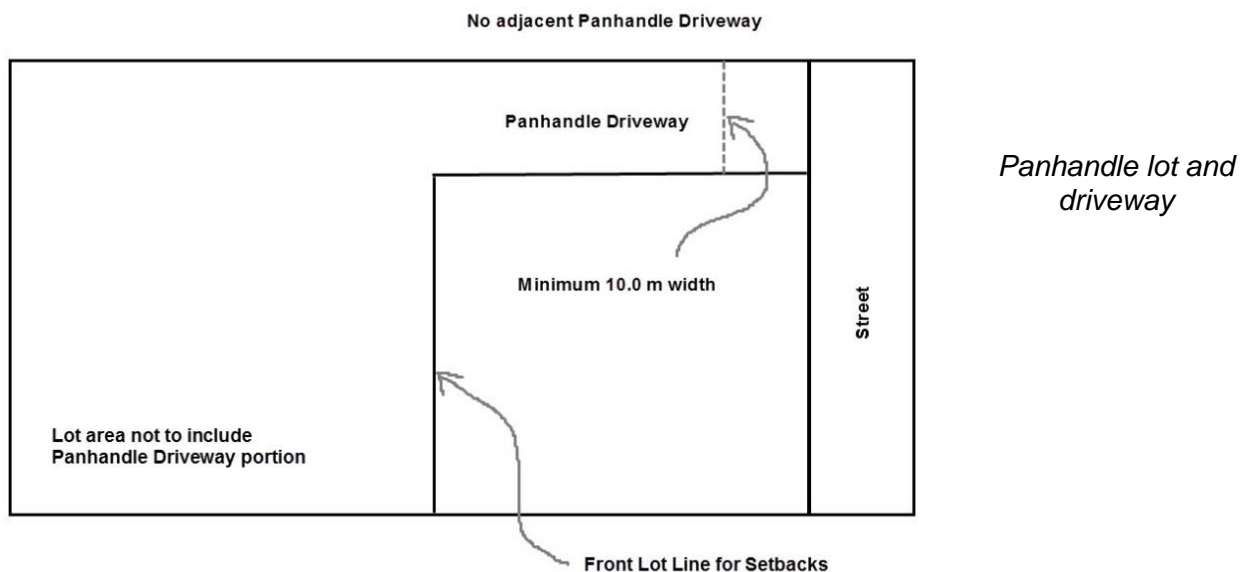 No adjacent Panhandle Driveway
Panhandle Driveway
Panhandle lot and
driveway
Minimum 10.0 m width
Street
Lot area not to include
Panhandle Driveway portion
Front Lot Line for Setbacks